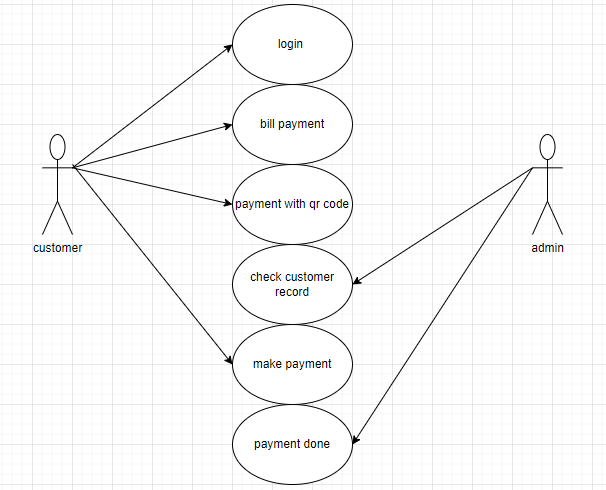 login
bill payment
payment with qr code
customer
admin
check customer
record
make payment
payment done